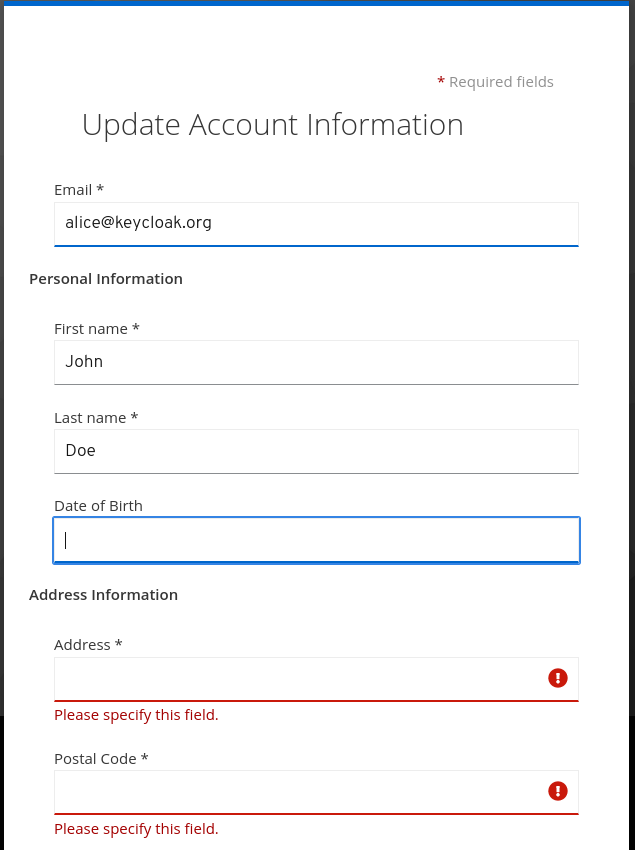 * Required fields
Update Account Information
Email *
alice@keycloak.org
Personal Information
First name *
John
Last name *
Doe
Date of Birth
Address Information
Address *
Please specify this field.
Postal Code *
Please specify this field.